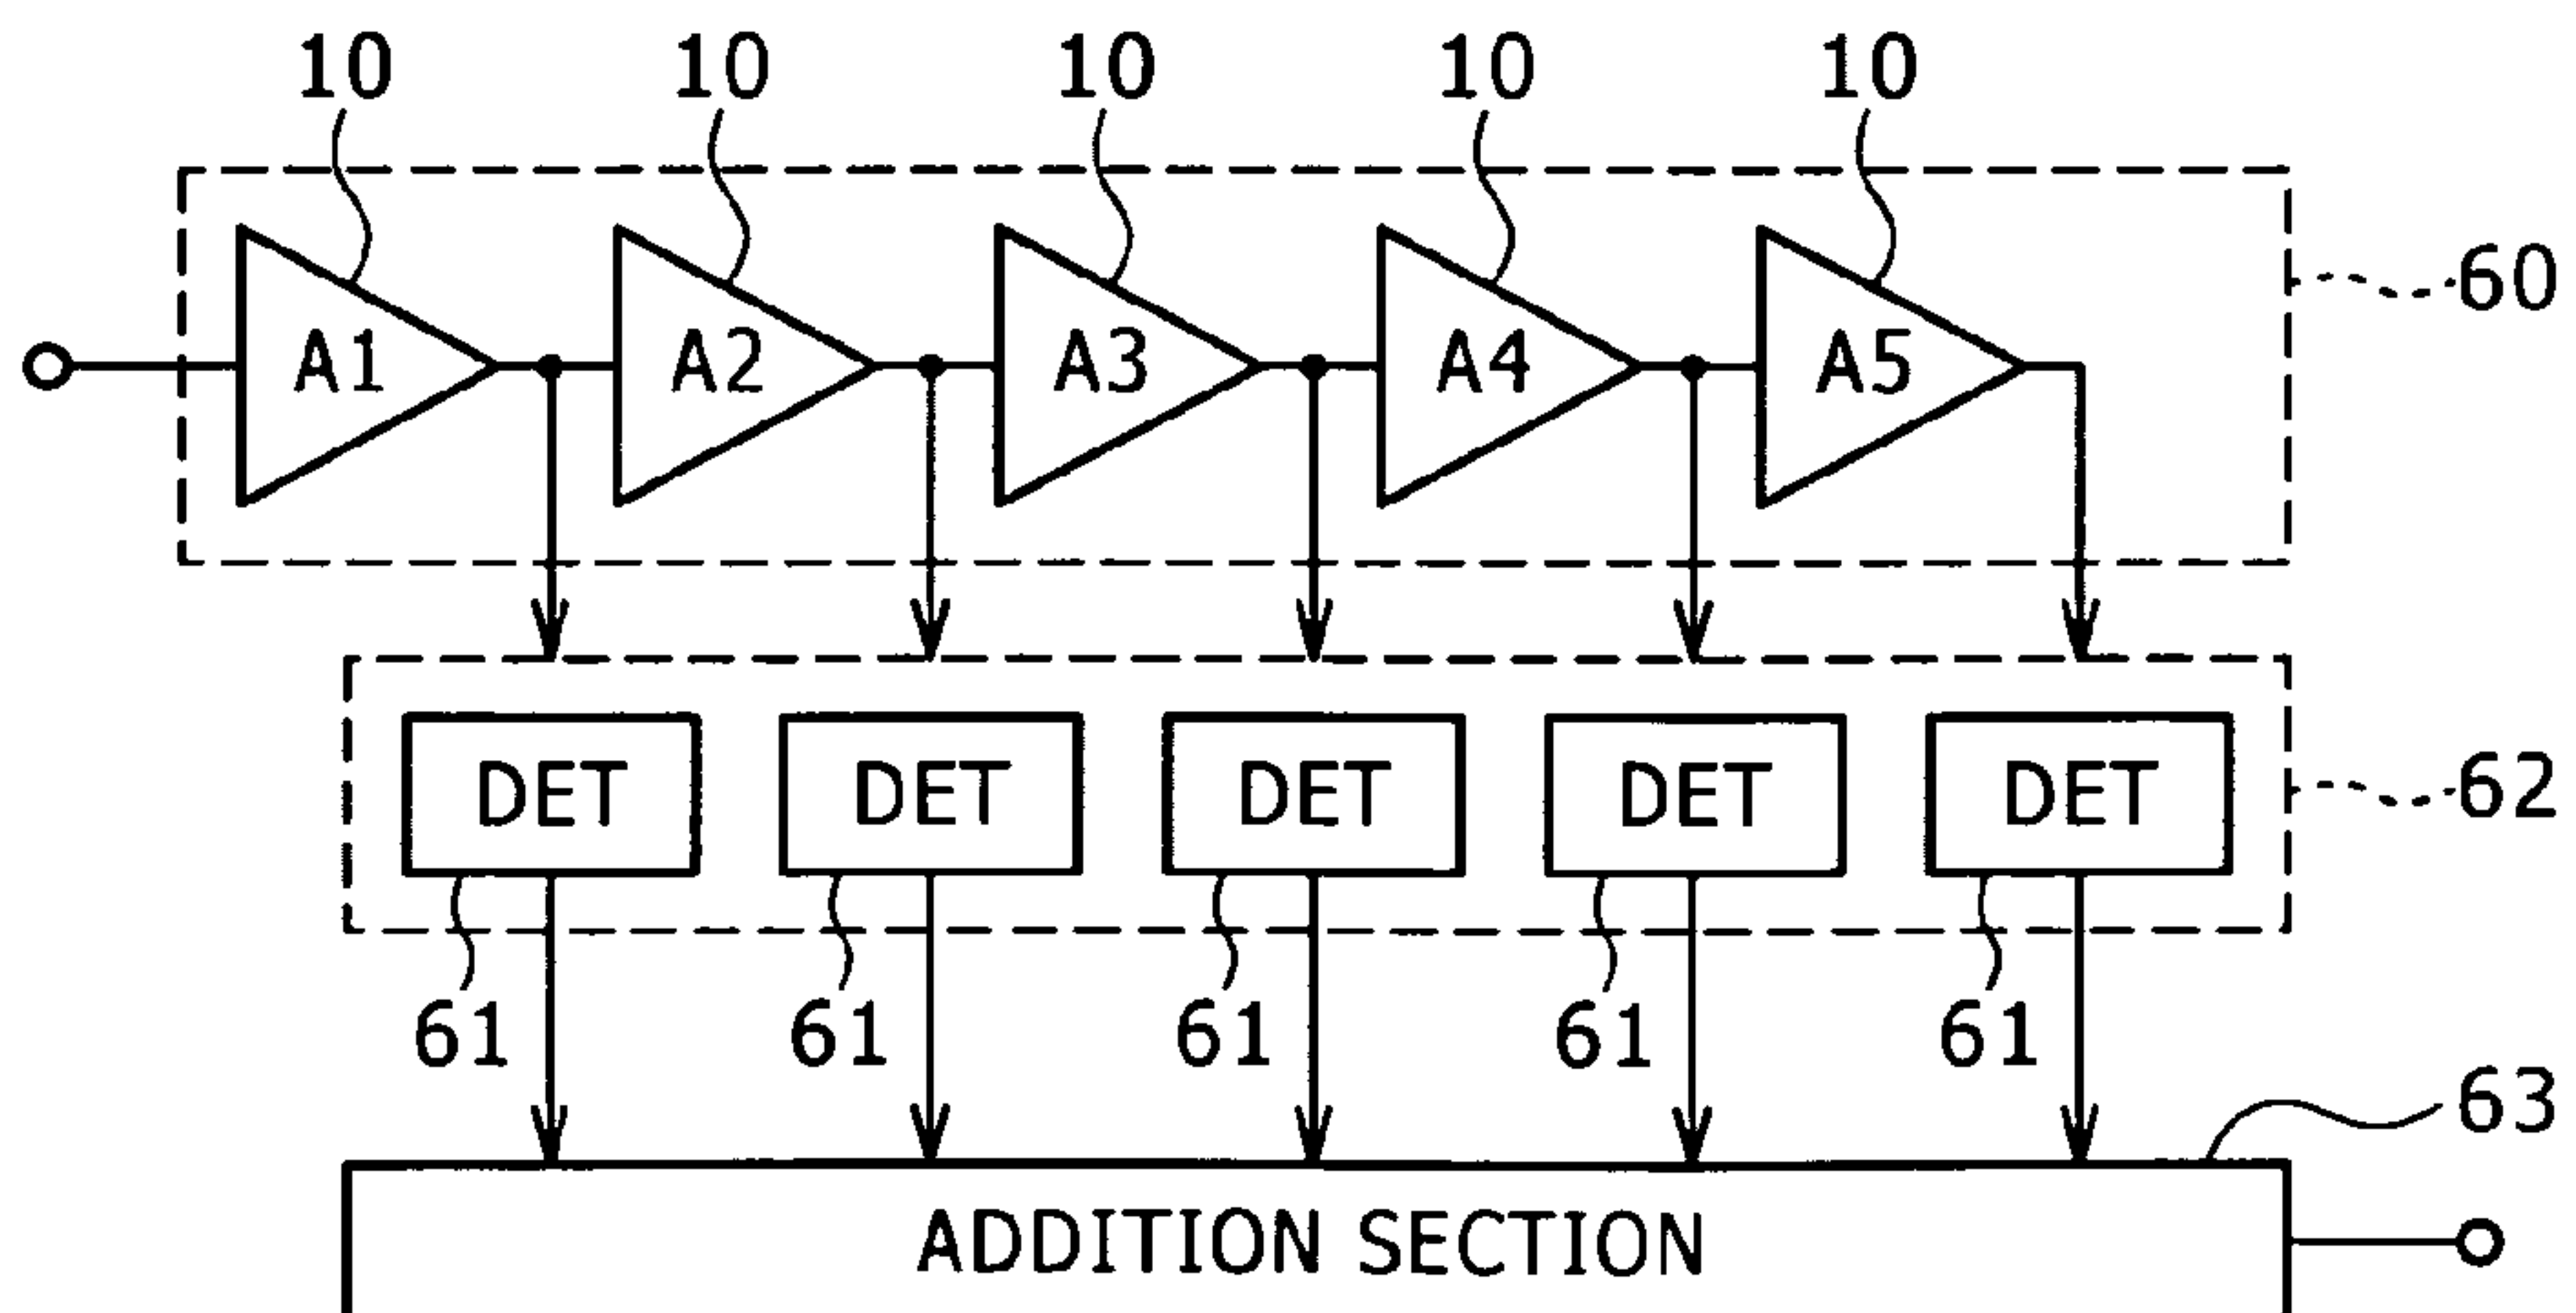 10 10 10 10 10
60
A1 A2 A3 A4 A5
DET DET DET DET DET
62
61 61 61 61 61
63
ADDITION SECTION